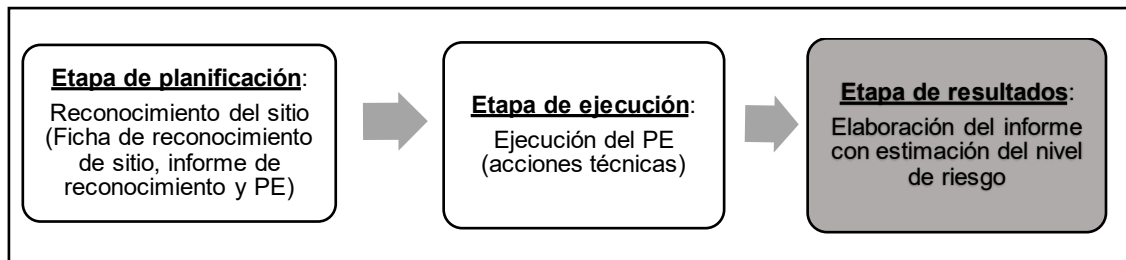 Etapa de planificación:
Reconocimiento del sitio
(Ficha de reconocimiento
de sitio, informe de
reconocimiento y PE)
Etapa de ejecución:
Ejecución del PE
(acciones técnicas)
Etapa de resultados:
Elaboración del informe
con estimación del nivel
de riesgo